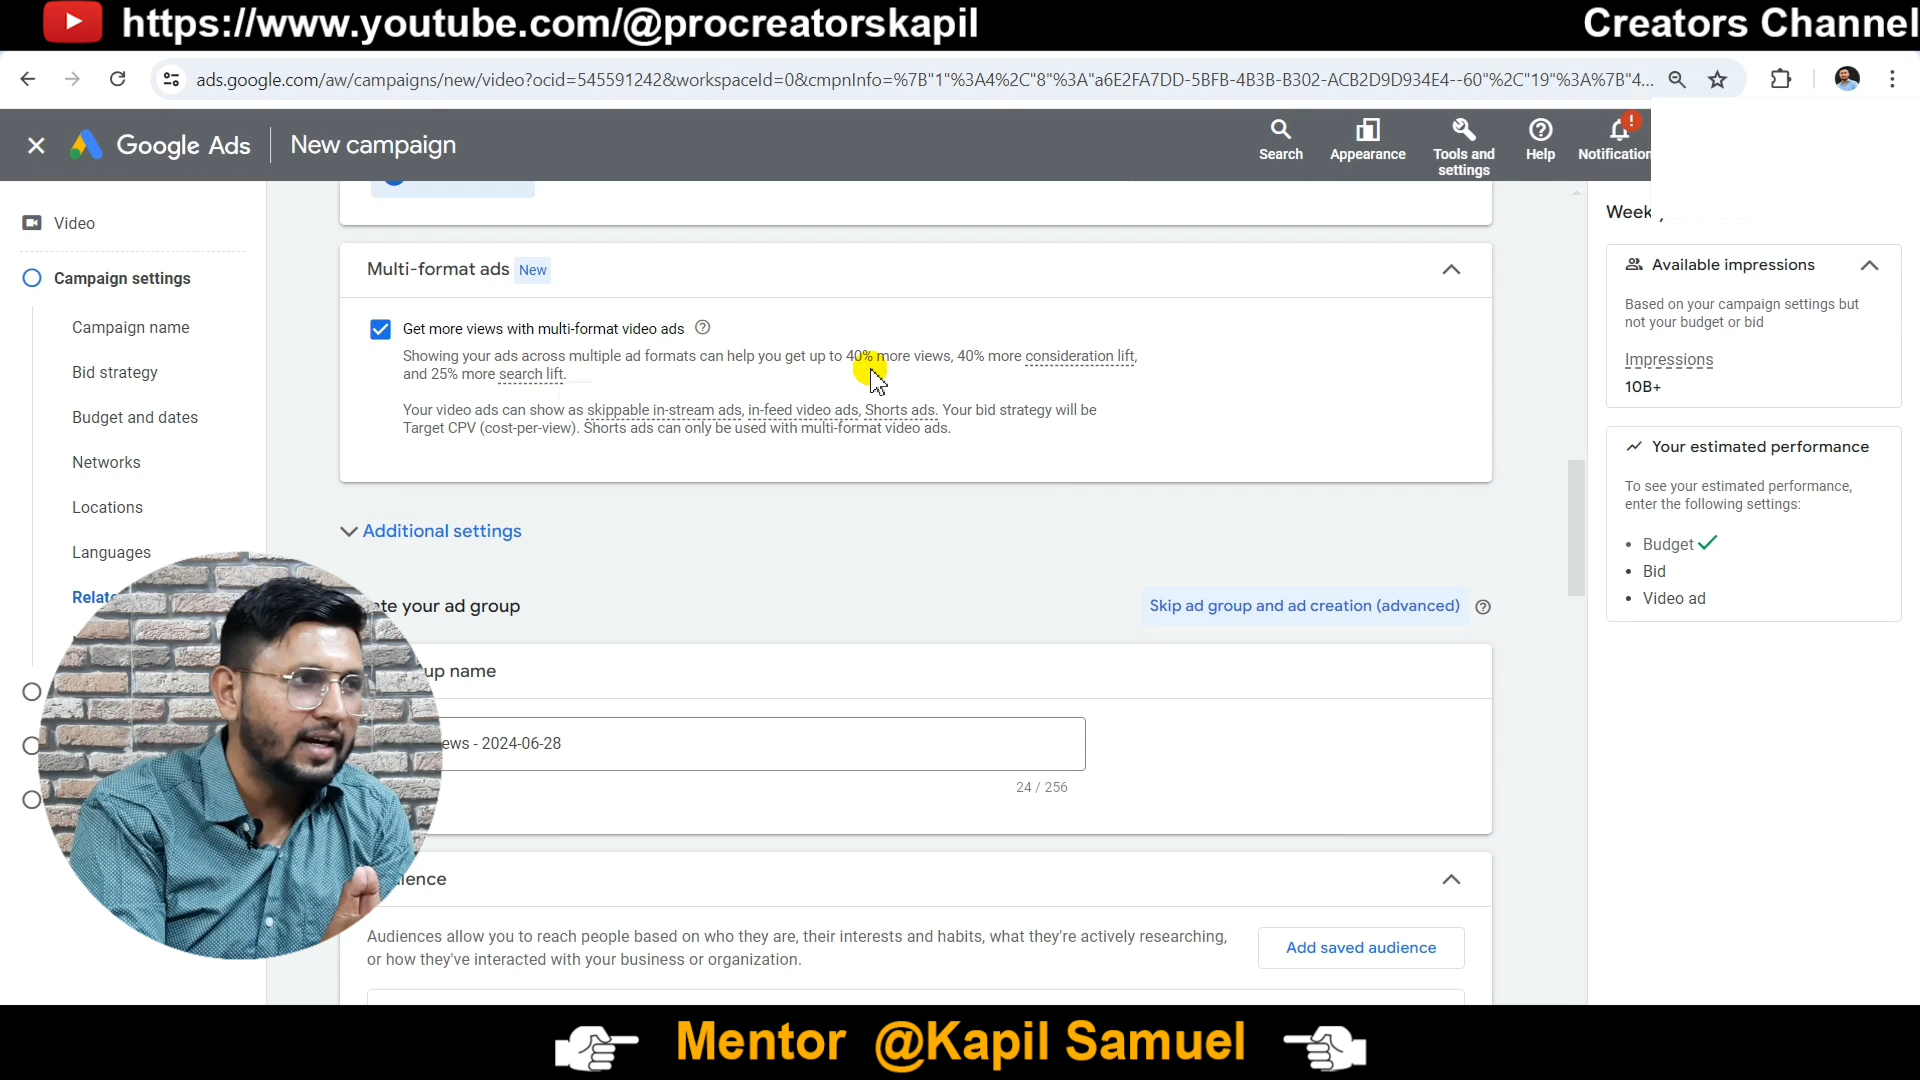 https://www.youtube.com/@procreatorskapil
Creators Channel
ads.google.com/aw/campaigns/new/video?ocid=545591242&workspaceId=0&cmpnInfo=%7B"1"%3A4%2C"8"%3A"a6E2FA7DD-5BFB-4B3B-B302-ACB2D9D934E4--60"%2C"19"%3A%7B"4...
Google Ads
New campaign
Search
Appearance
Tools and
settings
Help
!
Video
Campaign settings
Campaign name
Bid strategy
Budget and dates
Networks
Locations
Languages
Multi-format ads New
Get more views with multi-format video ads
Showing your ads across multiple ad formats can help you get up to 40% more views, 40% more consideration lift,
and 25% more search lift.
Your video ads can show as skippable in-stream ads, in-feed video ads, Shorts ads. Your bid strategy will be
Target CPV (cost-per-view). Shorts ads can only be used with multi-format video ads.
Additional settings
your ad group
Skip ad group and ad creation (advanced)
name
- 2024-06-28
24 / 256
Audiences allow you to reach people based on who they are, their interests and habits, what they're actively researching,
or how they've interacted with your business or organization.
Add saved audience
Available impressions
Based on your campaign settings but
not your budget or bid
Impressions
10B+
Your estimated performance
To see your estimated performance,
enter the following settings:
• Budget
• Bid
• Video ad
Mentor @Kapil Samuel